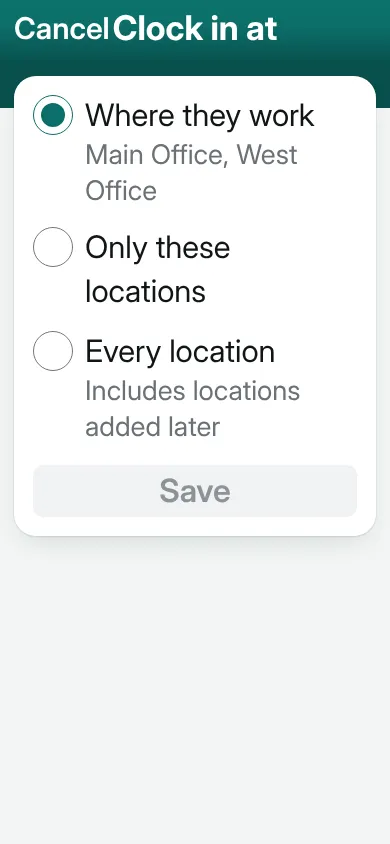 Cancel Clock in at
Where they work
Main Office, West
Office
Only these
locations
Every location
Includes locations
added later
Save